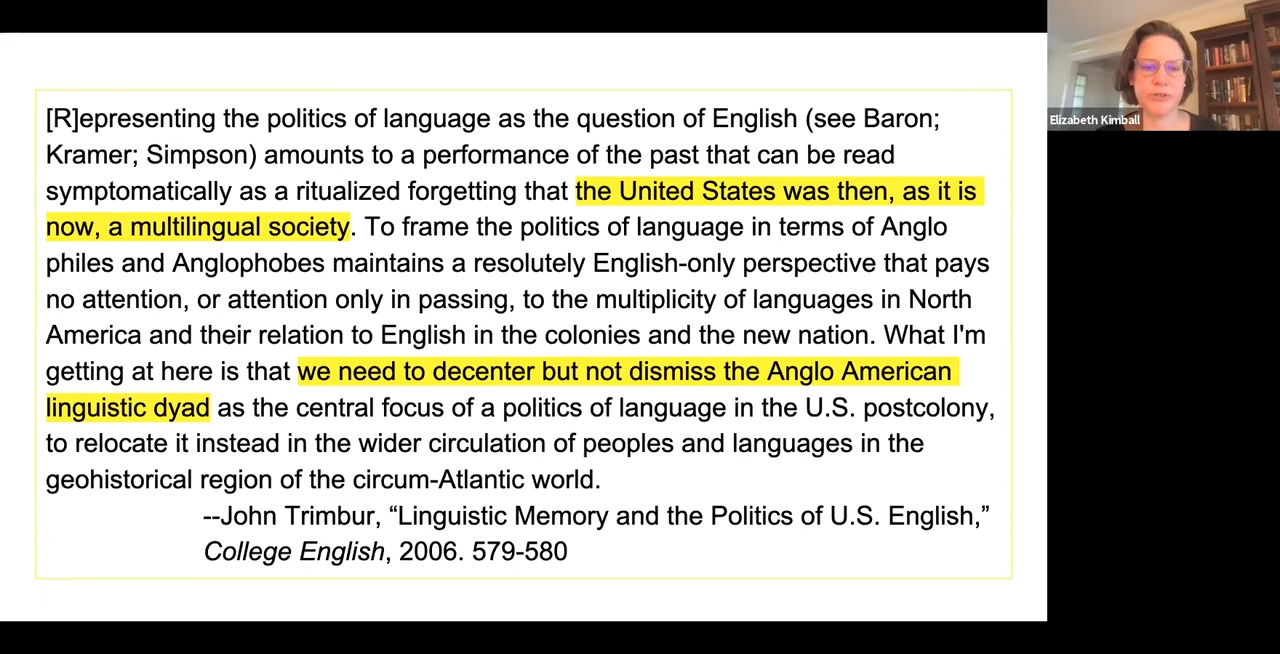 [R]epresenting the politics of language as the question of English (see Baron;
Kramer; Simpson) amounts to a performance of the past that can be read
symptomatically as a ritualized forgetting that the United States was then, as it is
now, a multilingual society. To frame the politics of language in terms of Anglo
philes and Anglophobes maintains a resolutely English-only perspective that pays
no attention, or attention only in passing, to the multiplicity of languages in North
America and their relation to English in the colonies and the new nation. What I'm
getting at here is that we need to decenter but not dismiss the Anglo American
linguistic dyad as the central focus of a politics of language in the U.S. postcolony,
to relocate it instead in the wider circulation of peoples and languages in the
geohistorical region of the circum-Atlantic world.
--John Trimbur, “Linguistic Memory and the Politics of U.S. English,”
College English, 2006. 579-580
Elizabeth Kimball